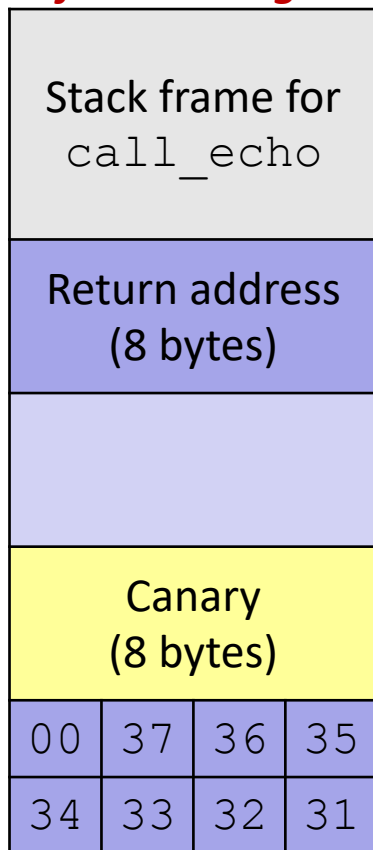 Stack frame for
call_echo
Return address
(8 bytes)
Canary
(8 bytes)
00 37 36 35
34 33 32 31